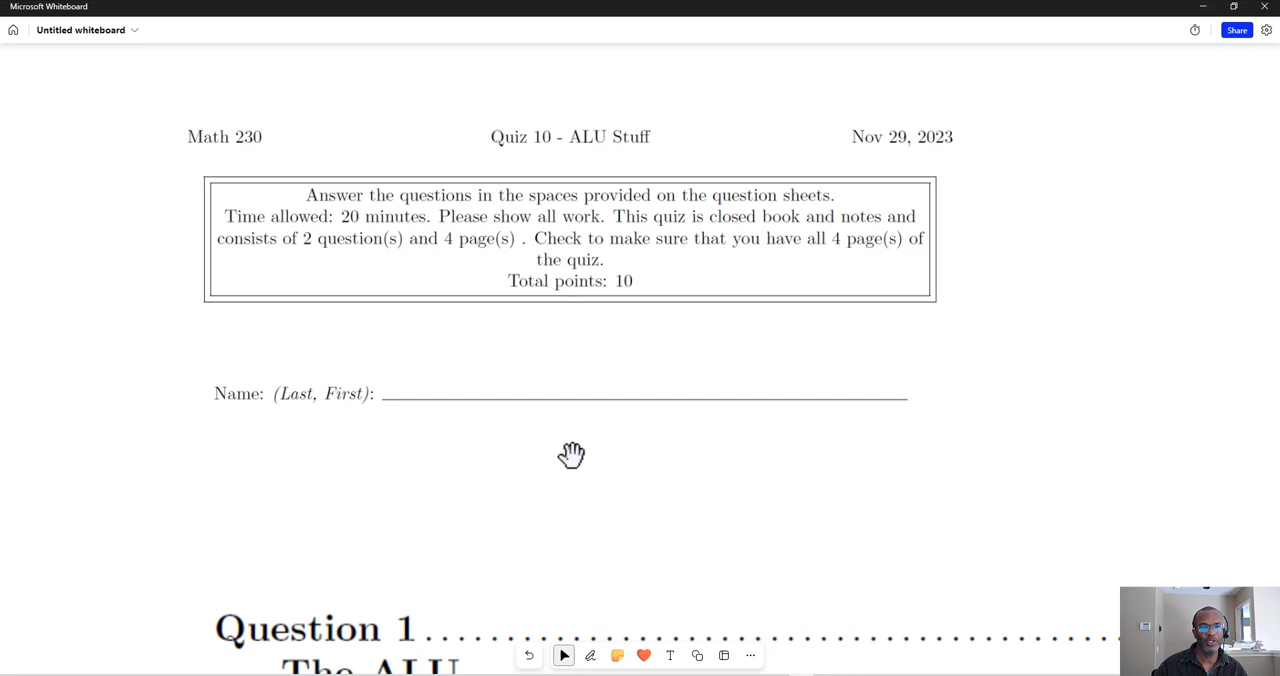 Microsoft Whiteboard
Untitled whiteboard
Share
Math 230
Quiz 10 - ALU Stuff
Nov 29, 2023
Answer the questions in the spaces provided on the question sheets.
Time allowed: 20 minutes. Please show all work. This quiz is closed book and notes and
consists of 2 question(s) and 4 page(s) . Check to make sure that you have all 4 page(s) of
the quiz.
Total points: 10
Name: (Last, First):
Question 1
The ALU
T